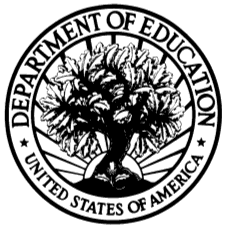 DEPARTMENT OF EDUCATION
★ UNITED STATES OF AMERICA ★